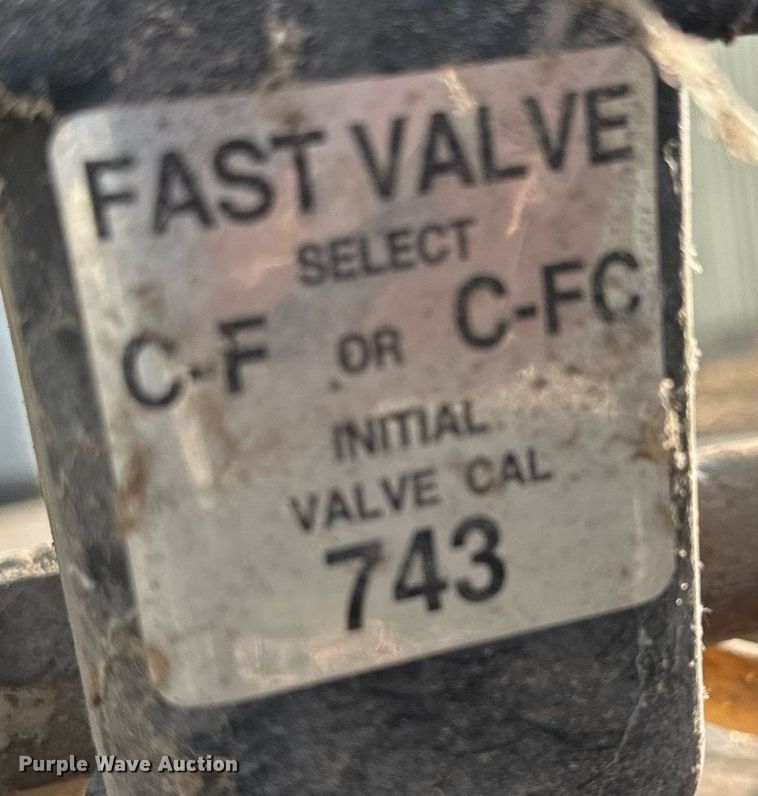 FAST VALVE
SELECT
C-F OR C-FC
INITIAL
VALVE CAL
743
Purple Wave Auction